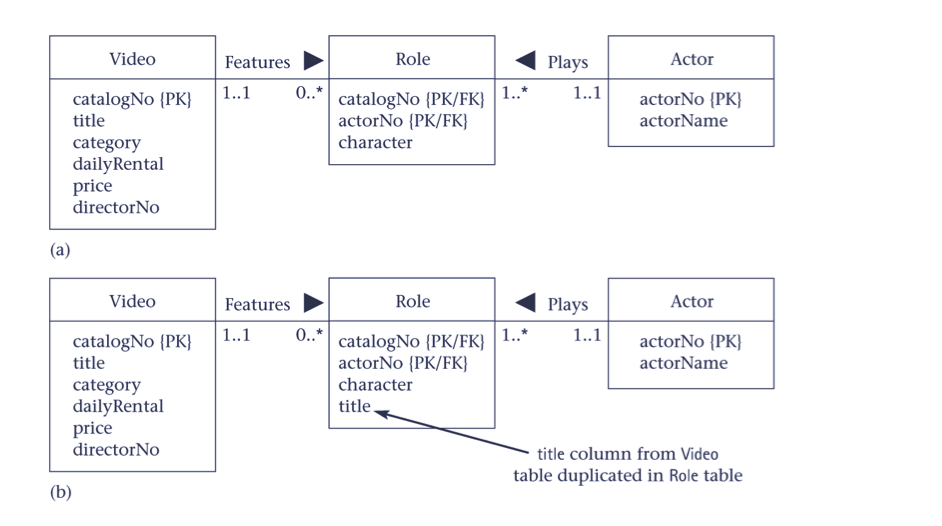 Video
Features ▶
Role
◀ Plays
Actor
1..1
0..*
1..*
1..1
catalogNo {PK}
title
category
dailyRental
price
directorNo
catalogNo {PK/FK}
actorNo {PK/FK}
character
actorNo {PK}
actorName
(a)
Video
Features ▶
Role
◀ Plays
Actor
1..1
0..*
1..*
1..1
catalogNo {PK}
title
category
dailyRental
price
directorNo
catalogNo {PK/FK}
actorNo {PK/FK}
character
title
actorNo {PK}
actorName
title column from Video
table duplicated in Role table
(b)